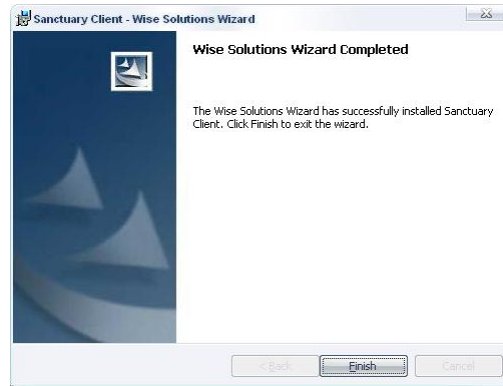 Sanctuary Client - Wise Solutions Wizard
Wise Solutions Wizard Completed
The Wise Solutions Wizard has successfully installed Sanctuary
Client. Click Finish to exit the wizard.
< Back
Finish
Cancel